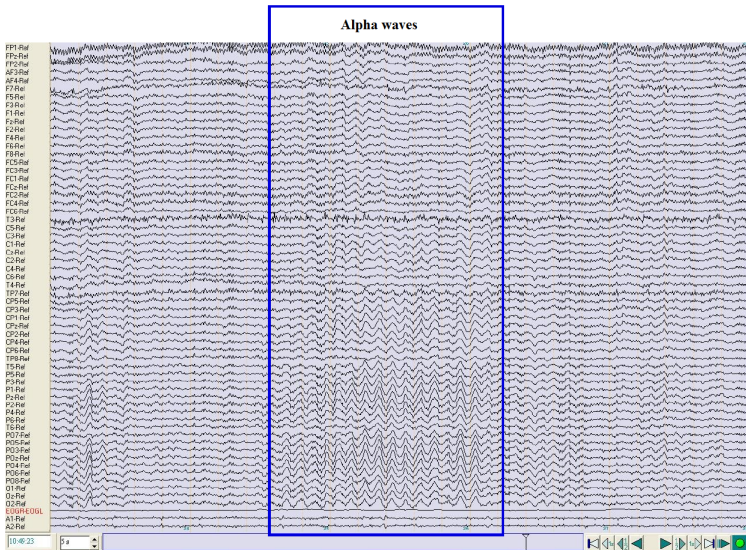 Alpha waves
FP1-Ref
FPz-Ref
FP2-Ref
AF3-Ref
AF4-Ref
F7-Ref
F5-Ref
F3-Ref
F1-Ref
Fz-Ref
F2-Ref
F4-Ref
F6-Ref
F8-Ref
FC5-Ref
FC3-Ref
FC1-Ref
FCz-Ref
FC2-Ref
FC4-Ref
FC6-Ref
T3-Ref
C5-Ref
C3-Ref
C1-Ref
Cz-Ref
C2-Ref
C4-Ref
C6-Ref
T4-Ref
TP7-Ref
CP5-Ref
CP3-Ref
CP1-Ref
CPz-Ref
CP2-Ref
CP4-Ref
CP6-Ref
TP8-Ref
T5-Ref
P5-Ref
P3-Ref
P1-Ref
Pz-Ref
P2-Ref
P4-Ref
P6-Ref
T6-Ref
PO7-Ref
PO5-Ref
PO3-Ref
POz-Ref
PO4-Ref
PO6-Ref
PO8-Ref
O1-Ref
Oz-Ref
O2-Ref
EOGR-EOGL
A1-Ref
A2-Ref
10:49:23
5 s